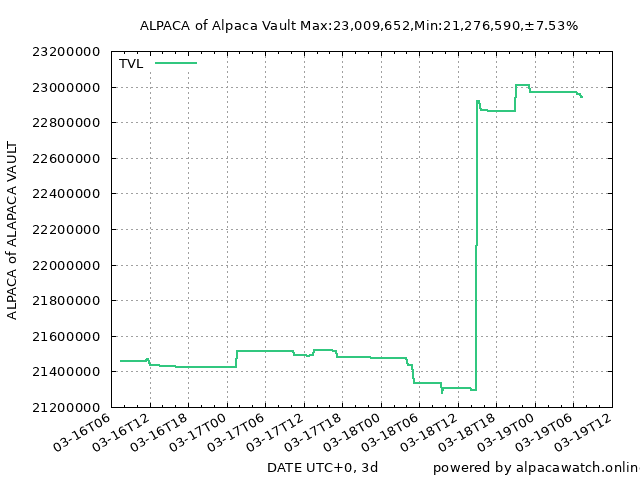 ALPACA of Alpaca Vault Max:23,009,652,Min:21,276,590,±7.53%
TVL
23200000
23000000
22800000
22600000
22400000
22200000
22000000
21800000
21600000
21400000
21200000
ALPACA of ALAPACA VAULT
03-16T06
03-16T12
03-16T18
03-17T00
03-17T06
03-17T12
03-17T18
03-18T00
03-18T06
03-18T12
03-18T18
03-19T00
03-19T06
03-19T12
DATE UTC+0, 3d
powered by alpacawatch.onlin